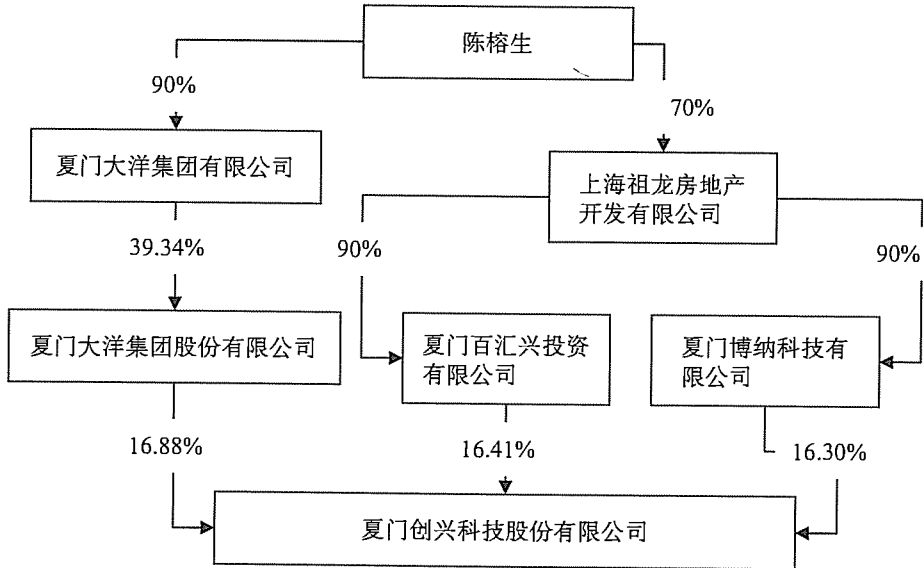 陈榕生
90%
70%
夏门大洋集团有限公司
上海祖龙房地产
开发有限公司
39.34%
90%
90%
夏门大洋集团股份有限公司
夏门百汇兴投资
有限公司
夏门博纳科技有
限公司
16.88%
16.41%
16.30%
夏门创兴科技股份有限公司